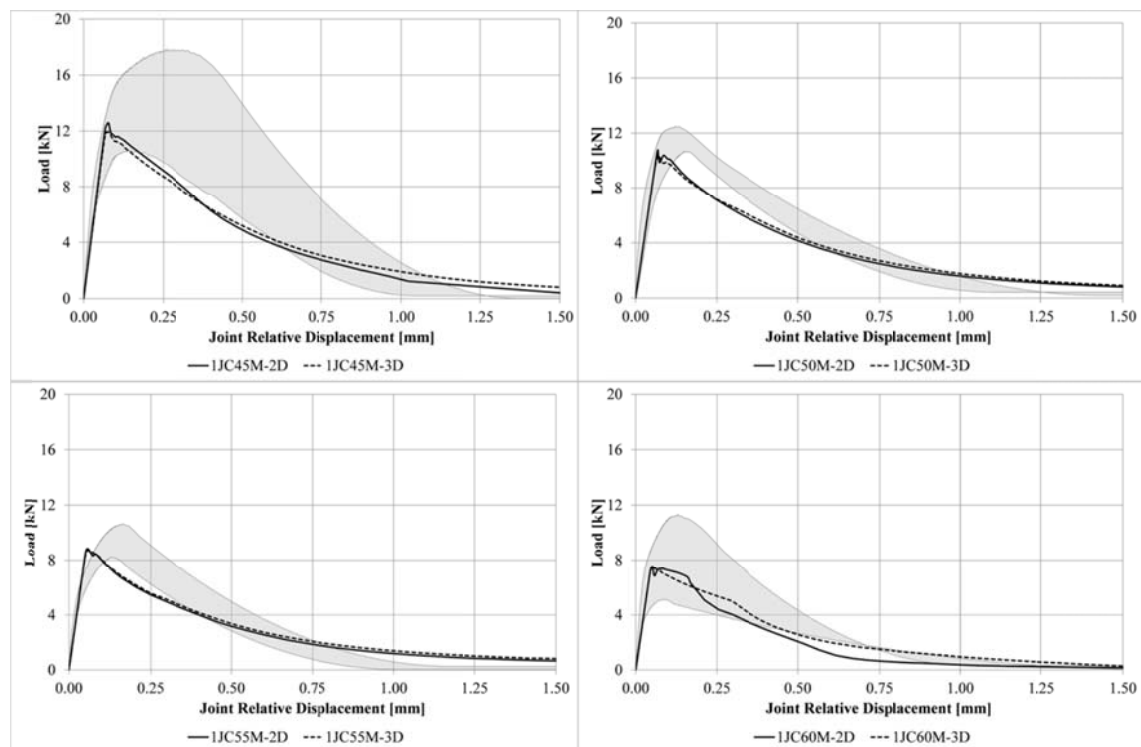 20
16
12
8
4
0
Load [kN]
0.00 0.25 0.50 0.75 1.00 1.25 1.50
Joint Relative Displacement [mm]
1JC45M-2D 1JC45M-3D
20
16
12
8
4
0
Load [kN]
0.00 0.25 0.50 0.75 1.00 1.25 1.50
Joint Relative Displacement [mm]
1JC50M-2D 1JC50M-3D
20
16
12
8
4
0
Load [kN]
0.00 0.25 0.50 0.75 1.00 1.25 1.50
Joint Relative Displacement [mm]
1JC55M-2D 1JC55M-3D
20
16
12
8
4
0
Load [kN]
0.00 0.25 0.50 0.75 1.00 1.25 1.50
Joint Relative Displacement [mm]
1JC60M-2D 1JC60M-3D